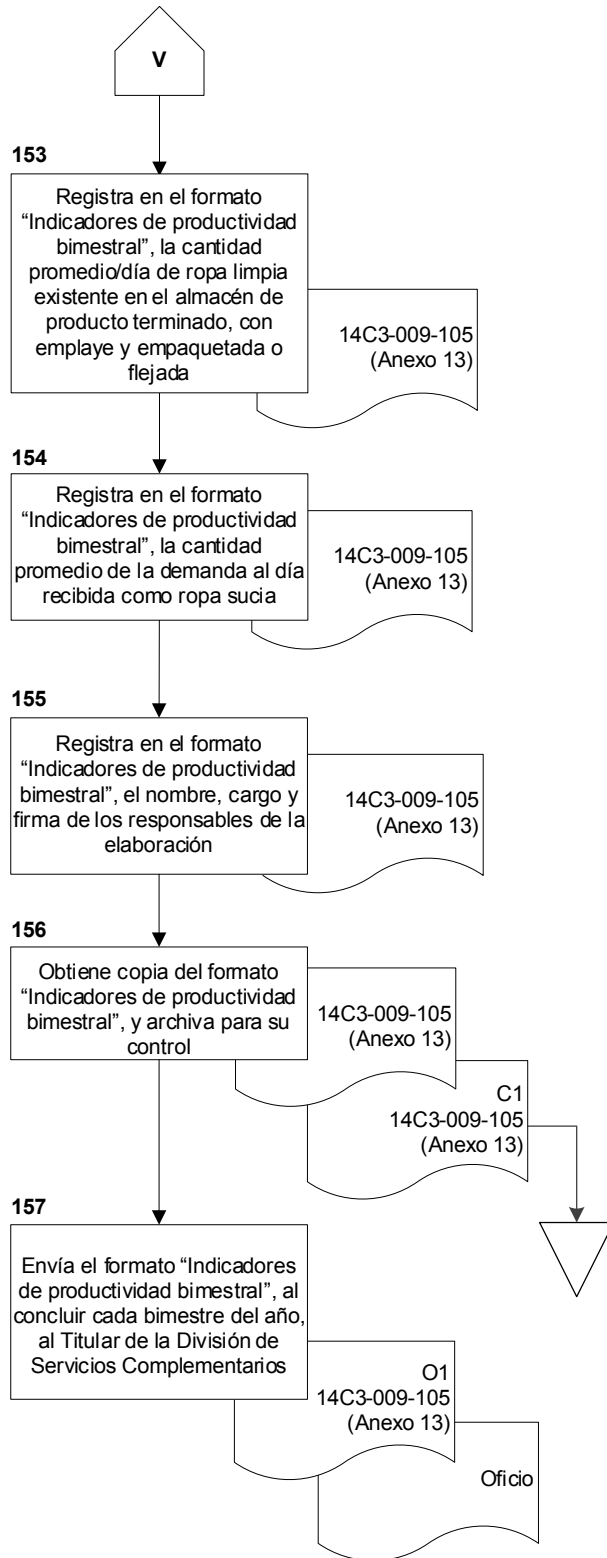 V
153
Registra en el formato
“Indicadores de productividad
bimestral”, la cantidad
promedio/día de ropa limpia
existente en el almacén de
producto terminado, con
emplaye y empaquetada o
flejada
14C3-009-105
(Anexo 13)
154
Registra en el formato
“Indicadores de productividad
bimestral”, la cantidad
promedio de la demanda al día
recibida como ropa sucia
14C3-009-105
(Anexo 13)
155
Registra en el formato
“Indicadores de productividad
bimestral”, el nombre, cargo y
firma de los responsables de la
elaboración
14C3-009-105
(Anexo 13)
156
Obtiene copia del formato
“Indicadores de productividad
bimestral”, y archiva para su
control
14C3-009-105
(Anexo 13)
C1
14C3-009-105
(Anexo 13)
157
Envía el formato “Indicadores
de productividad bimestral”, al
concluir cada bimestre del año,
al Titular de la División de
Servicios Complementarios
O1
14C3-009-105
(Anexo 13)
Oficio